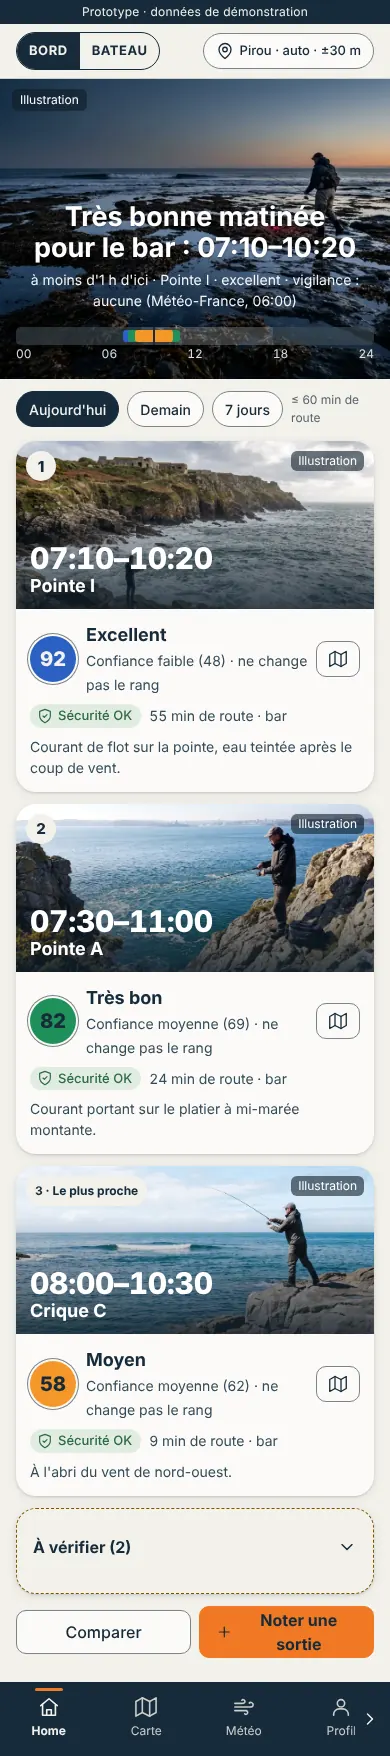 Prototype · données de démonstration
BORD BATEAU
Pirou · auto · ±30 m
Illustration
Très bonne matinée
pour le bar : 07:10–10:20
à moins d'1 h d'ici · Pointe I · excellent · vigilance :
aucune (Météo-France, 06:00)
00 06 12 18 24
Aujourd'hui Demain 7 jours
≤ 60 min de
route
1
Illustration
07:10–10:20
Pointe I
92
Excellent
Confiance faible (48) · ne change
pas le rang
Sécurité OK 55 min de route · bar
Courant de flot sur la pointe, eau teintée après le
coup de vent.
2
Illustration
07:30–11:00
Pointe A
82
Très bon
Confiance moyenne (69) · ne
change pas le rang
Sécurité OK 24 min de route · bar
Courant portant sur le platier à mi-marée
montante.
3 · Le plus proche
Illustration
08:00–10:30
Crique C
58
Moyen
Confiance moyenne (62) · ne
change pas le rang
Sécurité OK 9 min de route · bar
À l'abri du vent de nord-ouest.
À vérifier (2)
Comparer
+ Noter une
sortie
Home Carte Météo Profil